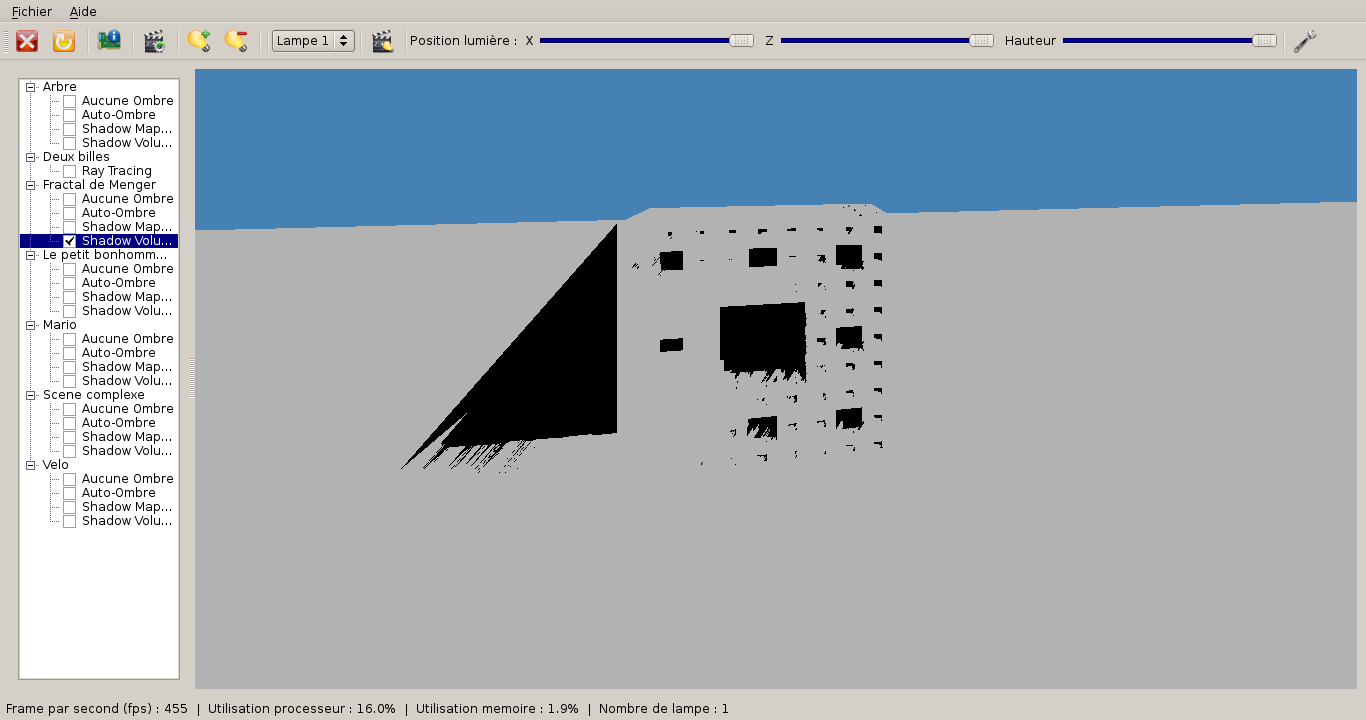 Fichier Aide
Lampe 1 Position lumière : X Z Hauteur
Arbre
Aucune Ombre
Auto-Ombre
Shadow Map...
Shadow Volu...
Deux billes
Ray Tracing
Fractal de Menger
Aucune Ombre
Auto-Ombre
Shadow Map...
Shadow Volu...
Le petit bonhomm...
Aucune Ombre
Auto-Ombre
Shadow Map...
Shadow Volu...
Mario
Aucune Ombre
Auto-Ombre
Shadow Map...
Shadow Volu...
Scene complexe
Aucune Ombre
Auto-Ombre
Shadow Map...
Shadow Volu...
Velo
Aucune Ombre
Auto-Ombre
Shadow Map...
Shadow Volu...
Frame par second (fps) : 455 | Utilisation processeur : 16.0% | Utilisation memoire : 1.9% | Nombre de lampe : 1